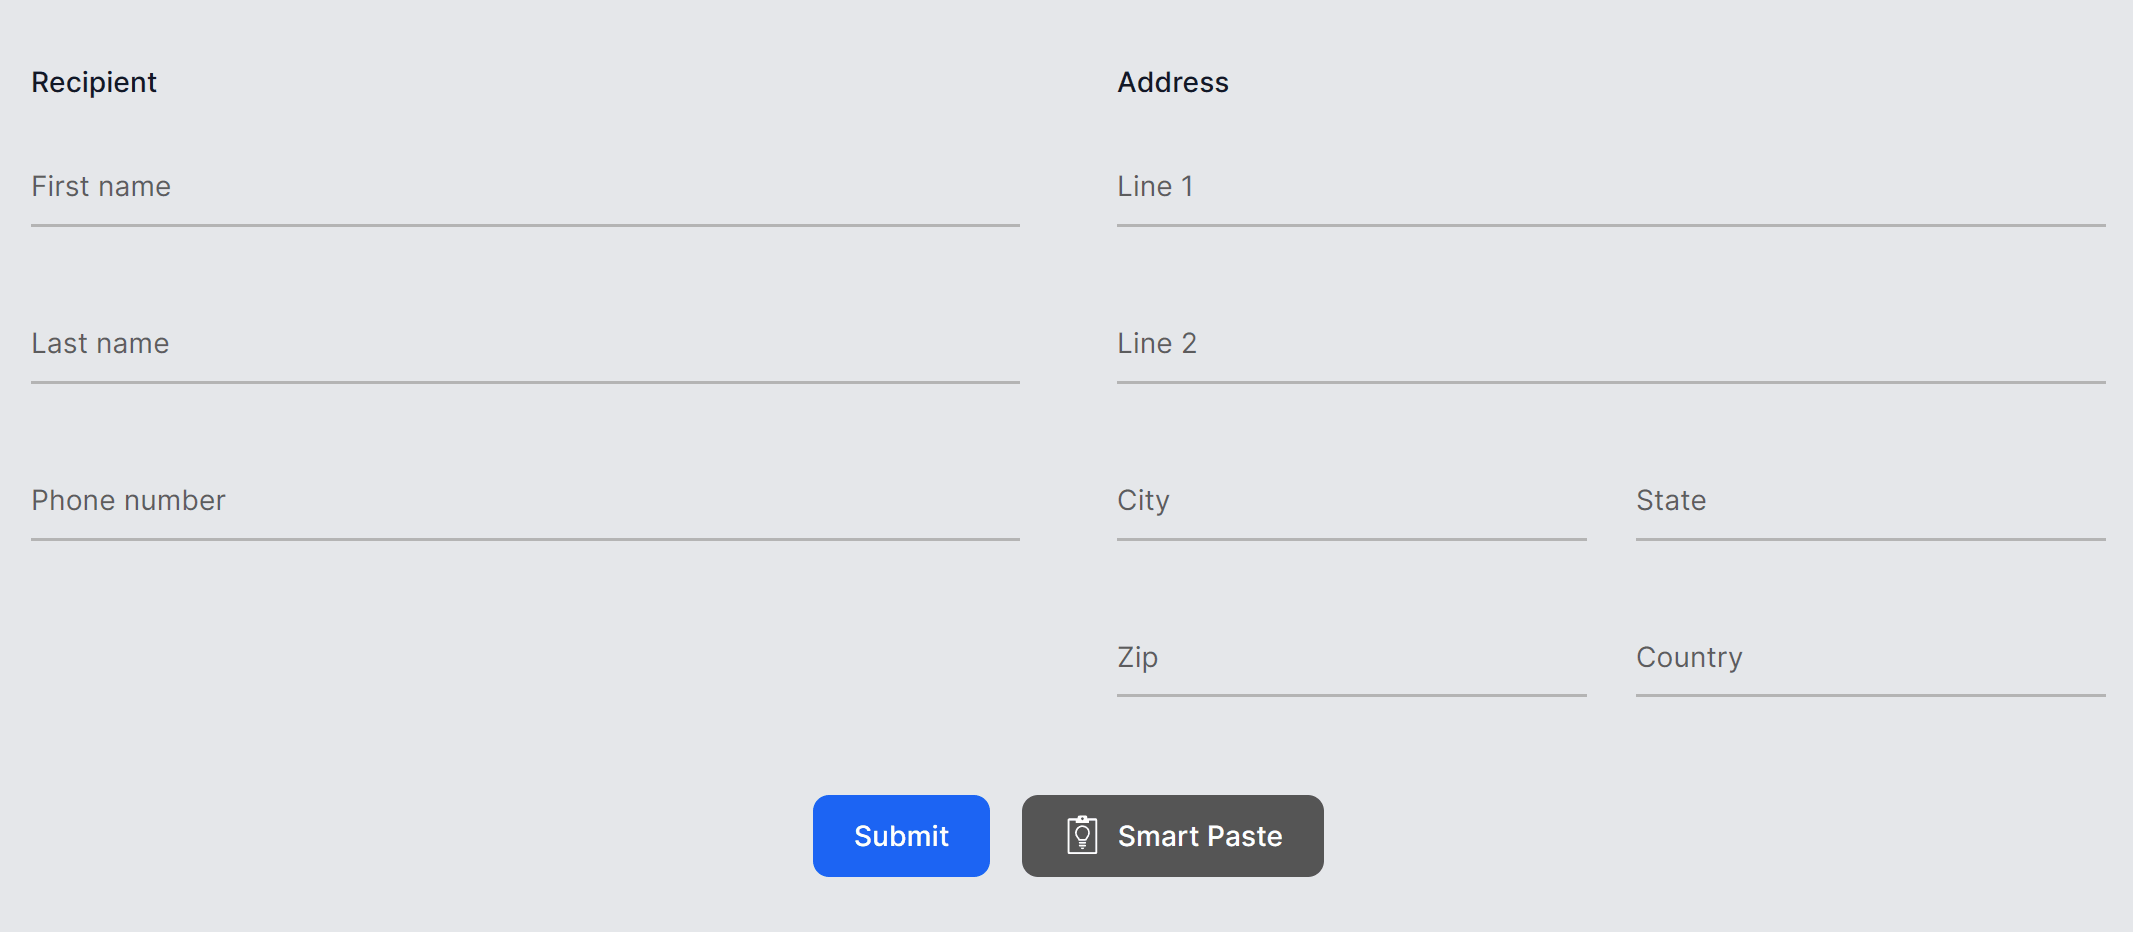 Recipient
First name
Last name
Phone number
Address
Line 1
Line 2
City
State
Zip
Country
Submit
Smart Paste